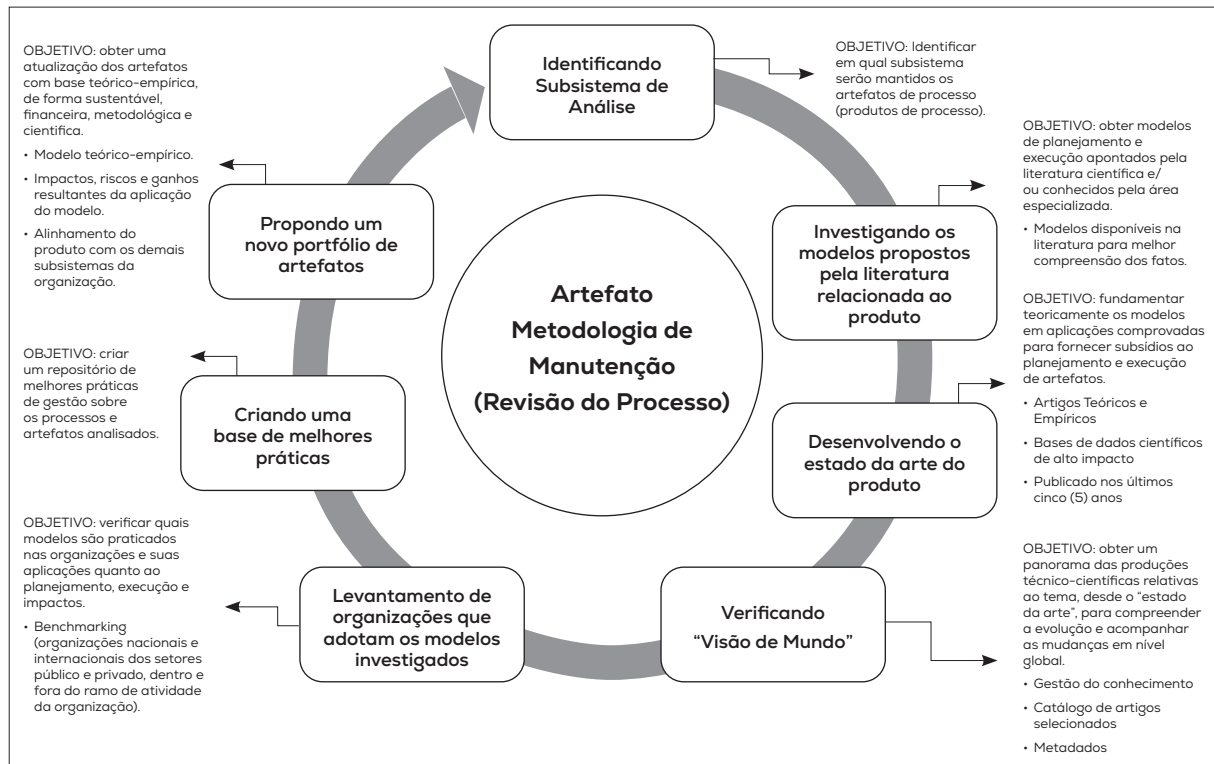 Artefato
Metodologia de
Manutenção
(Revisão do Processo)
Identificando
Subsistema de
Análise
OBJETIVO: Identificar
em qual subsistema
serão mantidos os
artefatos de processo
(produtos de processo).
Investigando os
modelos propostos
pela literatura
relacionada ao
produto
OBJETIVO: obter modelos
de planejamento e
execução apontados pela
literatura científica e/
ou conhecidos pela área
especializada.
• Modelos disponíveis na
literatura para melhor
compreensão dos fatos.
Desenvolvendo o
estado da arte do
produto
OBJETIVO: fundamentar
teoricamente os modelos
em aplicações comprovadas
para fornecer subsídios ao
planejamento e execução
de artefatos.
• Artigos Teóricos e
Empíricos
• Bases de dados científicos
de alto impacto
• Publicado nos últimos
cinco (5) anos
Verificando
“Visão de Mundo”
OBJETIVO: obter um
panorama das produções
técnico-científicas relativas
ao tema, desde o “estado
da arte”, para compreender
a evolução e acompanhar
as mudanças em nível
global.
• Gestão do conhecimento
• Catálogo de artigos
selecionados
• Metadados
Levantamento de
organizações que
adotam os modelos
investigados
OBJETIVO: verificar quais
modelos são praticados
nas organizações e suas
aplicações quanto ao
planejamento, execução e
impactos.
• Benchmarking
(organizações nacionais e
internacionais dos setores
público e privado, dentro e
fora do ramo de atividade
da organização).
Criando uma
base de melhores
práticas
OBJETIVO: criar
um repositório de
melhores práticas
de gestão sobre
os processos e
artefatos analisados.
Propondo um
novo portfólio de
artefatos
OBJETIVO: obter uma
atualização dos artefatos
com base teórico-empírica,
de forma sustentável,
financeira, metodológica e
cientifica.
• Modelo teórico-empírico.
• Impactos, riscos e ganhos
resultantes da aplicação
do modelo.
• Alinhamento do
produto com os demais
subsistemas da
organização.